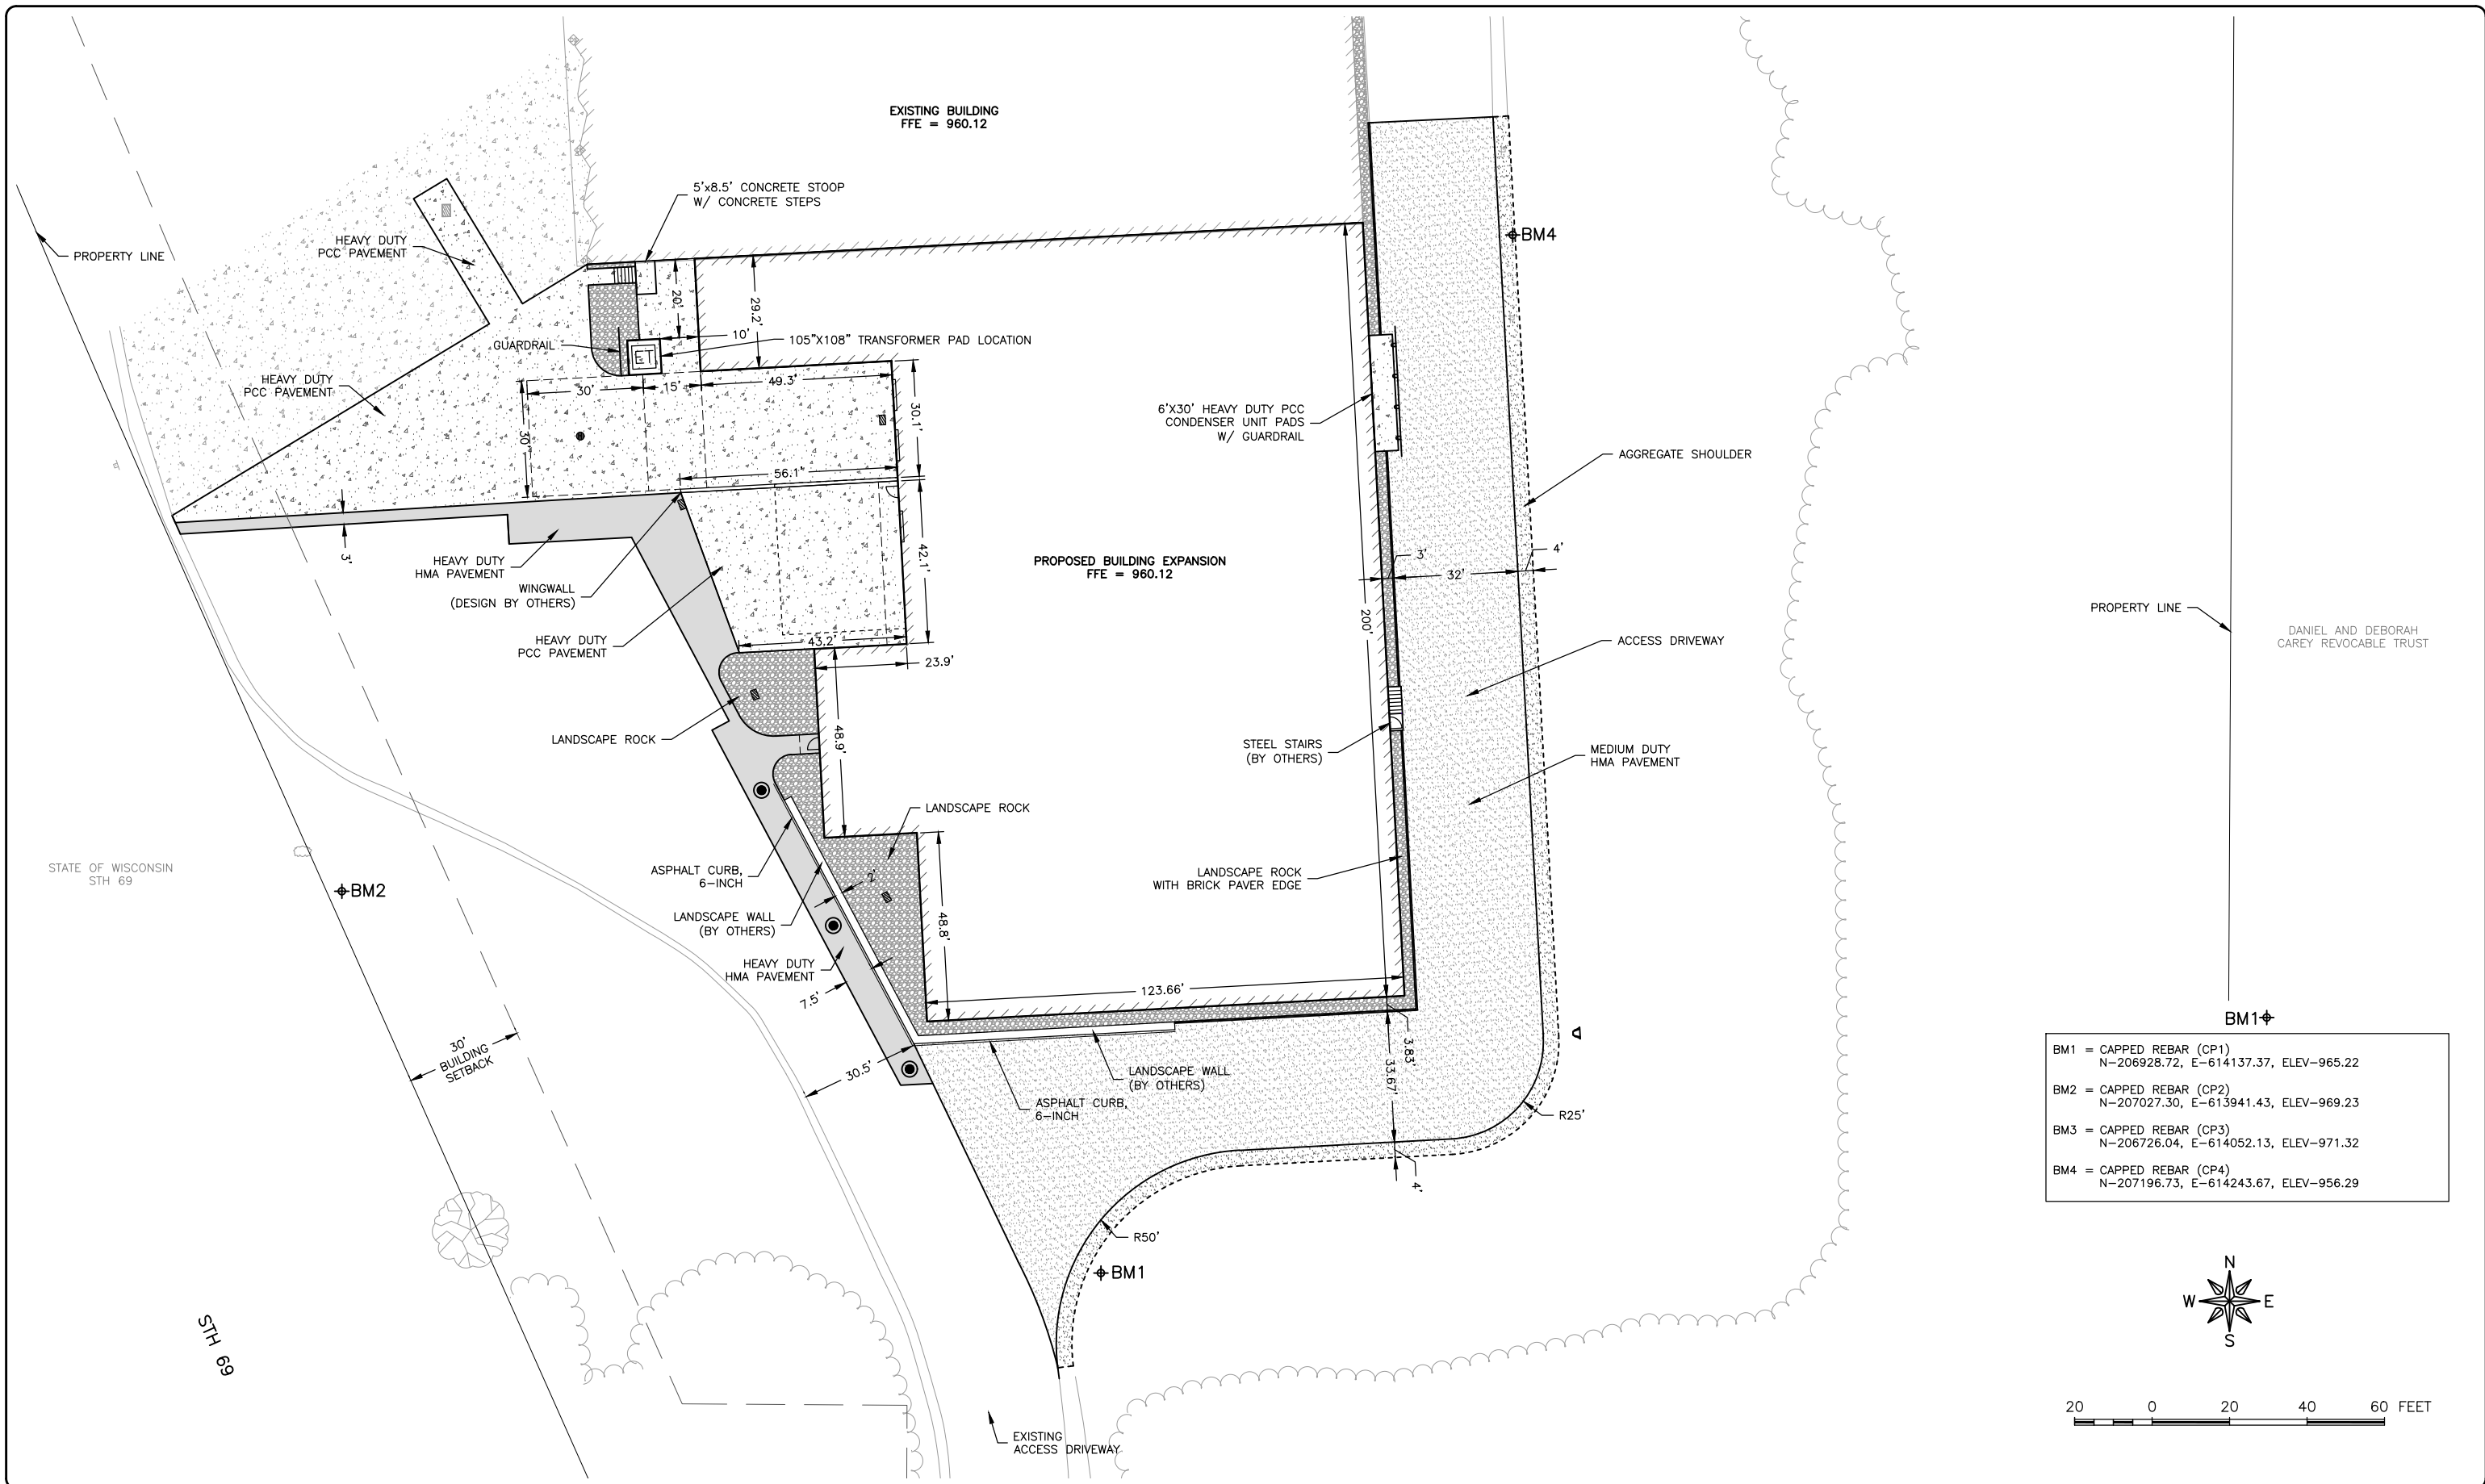 EXISTING BUILDING
FFE = 960.12
5'x8.5' CONCRETE STOOP
W/ CONCRETE STEPS
HEAVY DUTY
PCC PAVEMENT
PROPERTY LINE
BM4
20'
29.2'
10'
105"X108" TRANSFORMER PAD LOCATION
GUARDRAIL
ET
HEAVY DUTY
PCC PAVEMENT
30'
15'
49.3'
30.1'
30'
6'X30' HEAVY DUTY PCC
CONDENSER UNIT PADS
W/ GUARDRAIL
AGGREGATE SHOULDER
56.1'
3'
HEAVY DUTY
HMA PAVEMENT
WINGWALL
(DESIGN BY OTHERS)
42.1'
PROPOSED BUILDING EXPANSION
FFE = 960.12
3'
32'
4'
200'
PROPERTY LINE
DANIEL AND DEBORAH
CAREY REVOCABLE TRUST
HEAVY DUTY
PCC PAVEMENT
43.2'
23.9'
ACCESS DRIVEWAY
LANDSCAPE ROCK
48.9'
STEEL STAIRS
(BY OTHERS)
MEDIUM DUTY
HMA PAVEMENT
LANDSCAPE ROCK
STATE OF WISCONSIN
STH 69
BM2
ASPHALT CURB,
6-INCH
2'
LANDSCAPE ROCK
WITH BRICK PAVER EDGE
LANDSCAPE WALL
(BY OTHERS)
48.8'
HEAVY DUTY
HMA PAVEMENT
7.5'
123.66'
3.83'
33.67'
30'
BUILDING
SETBACK
30.5'
LANDSCAPE WALL
(BY OTHERS)
ASPHALT CURB,
6-INCH
R25'
4'
R50'
BM1
STH 69
EXISTING
ACCESS DRIVEWAY
BM1
BM1 = CAPPED REBAR (CP1)
N-206928.72, E-614137.37, ELEV-965.22
BM2 = CAPPED REBAR (CP2)
N-207027.30, E-613941.43, ELEV-969.23
BM3 = CAPPED REBAR (CP3)
N-206726.04, E-614052.13, ELEV-971.32
BM4 = CAPPED REBAR (CP4)
N-207196.73, E-614243.67, ELEV-956.29
N
W E
S
20 0 20 40 60 FEET